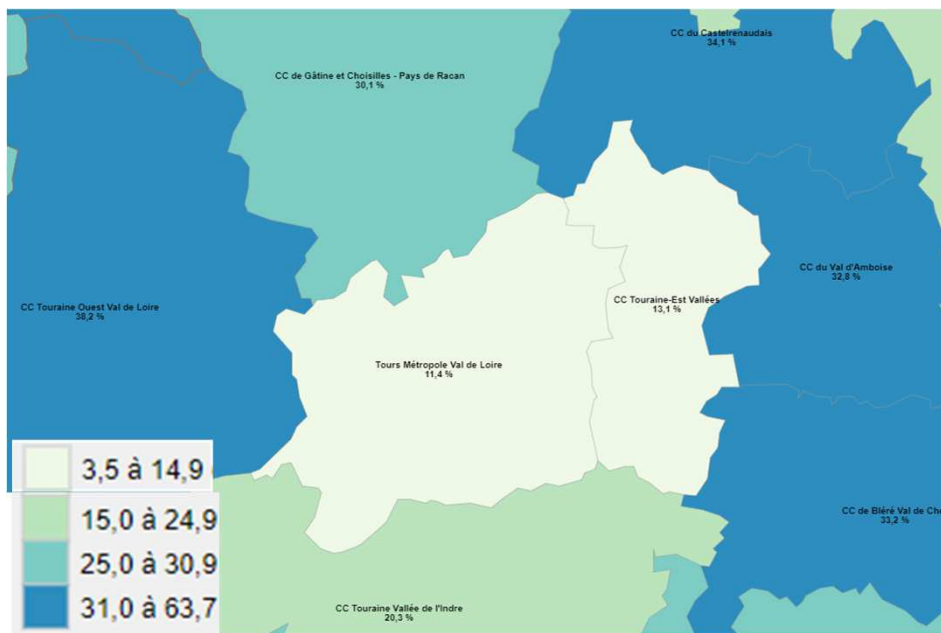 CC du Castelrenaudais
34,1 %
CC de Gâtine et Choisilles - Pays de Racan
30,1 %
CC du Val d'Amboise
32,8 %
CC Touraine-Est Vallées
13,1 %
CC Touraine Ouest Val de Loire
38,2 %
Tours Métropole Val de Loire
11,4 %
CC de Bléré Val de Che
33,2 %
CC Touraine Vallée de l'Indre
20,3 %
3,5 à 14,9
15,0 à 24,9
25,0 à 30,9
31,0 à 63,7